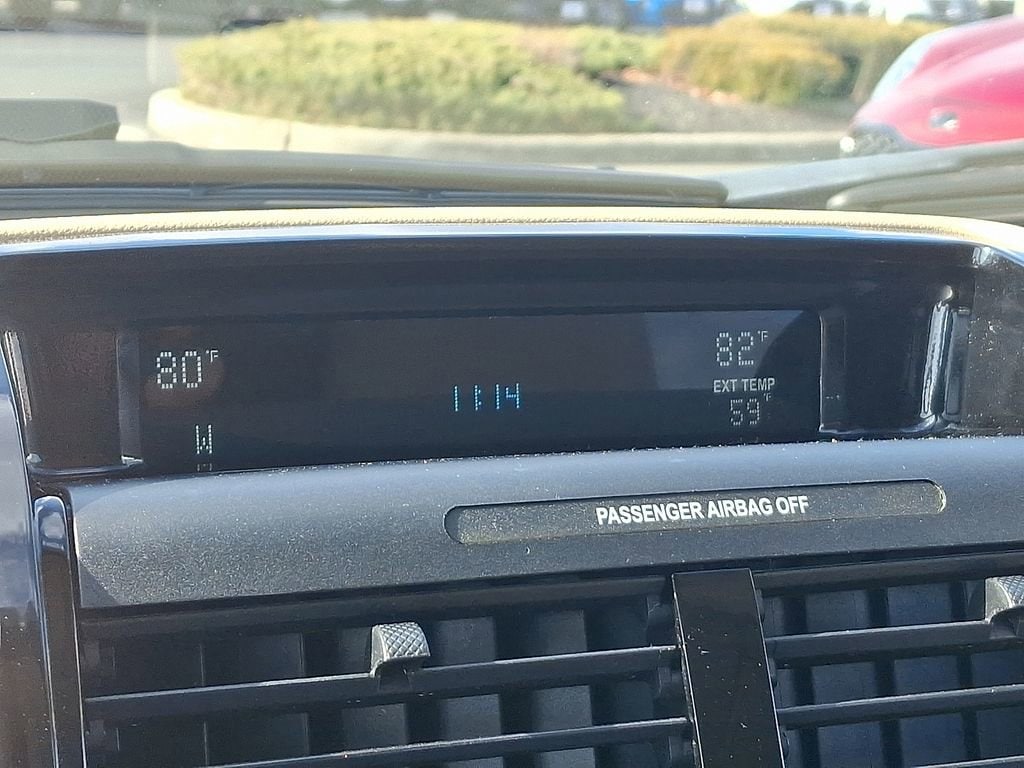 80°F
82°F
EXT TEMP
11:14
59°F
W
PASSENGER AIRBAG OFF